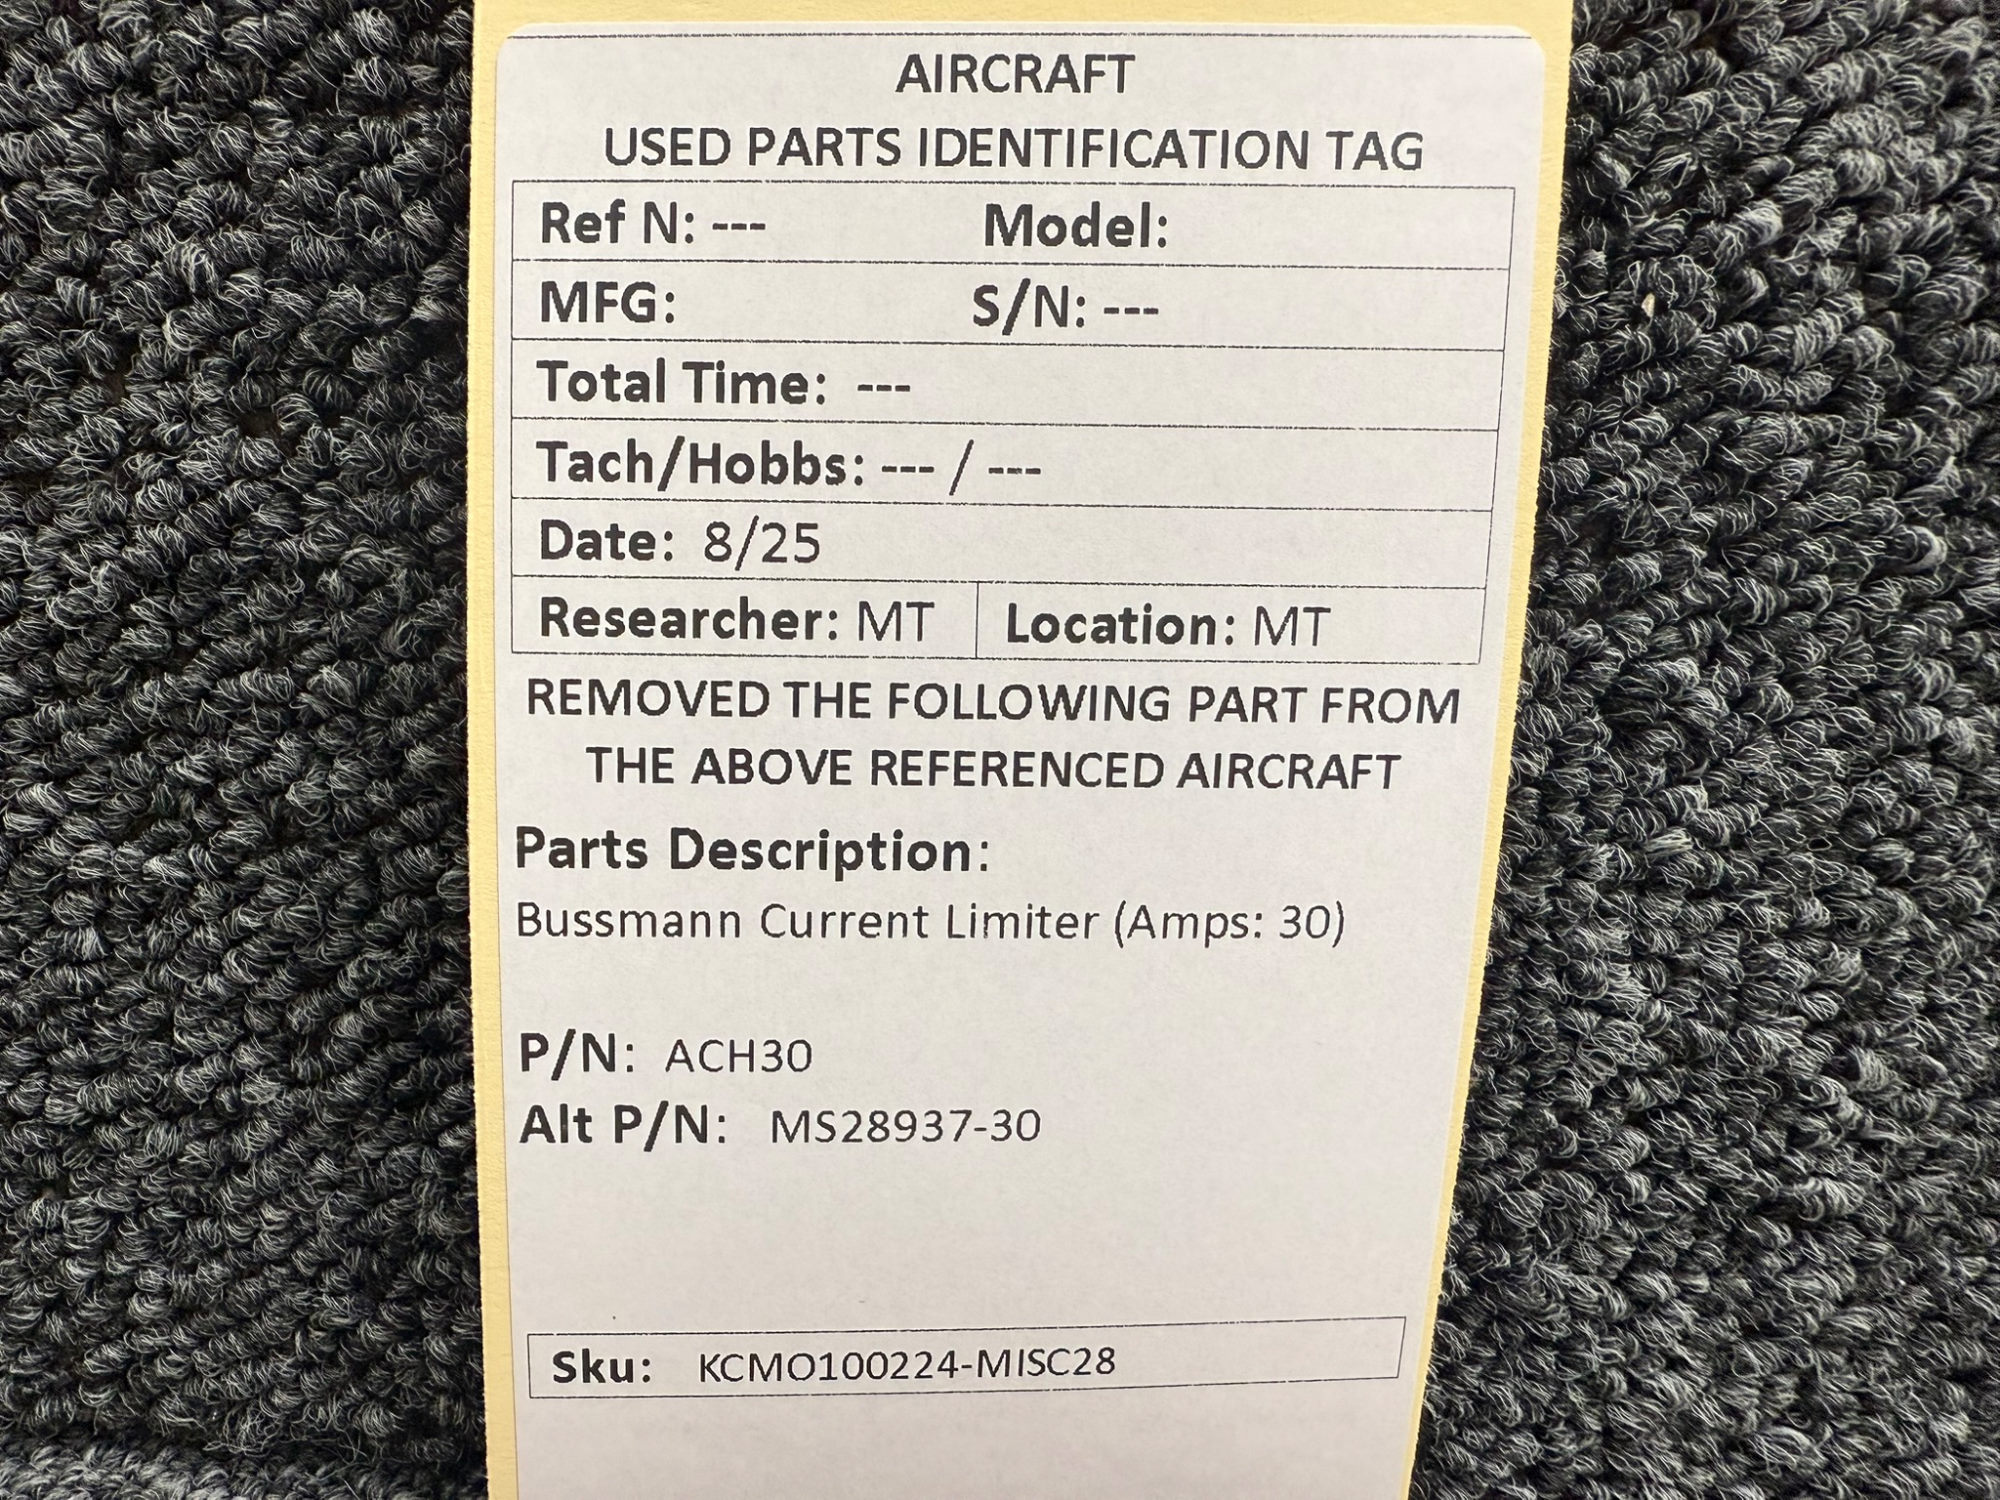 AIRCRAFT
USED PARTS IDENTIFICATION TAG
Ref N: --- Model:
MFG: S/N: ---
Total Time: ---
Tach/Hobbs: --- / ---
Date: 8/25
Researcher: MT Location: MT
REMOVED THE FOLLOWING PART FROM
THE ABOVE REFERENCED AIRCRAFT
Parts Description:
Bussmann Current Limiter (Amps: 30)
P/N: ACH30
Alt P/N: MS28937-30
Sku: KCMO100224-MISC28